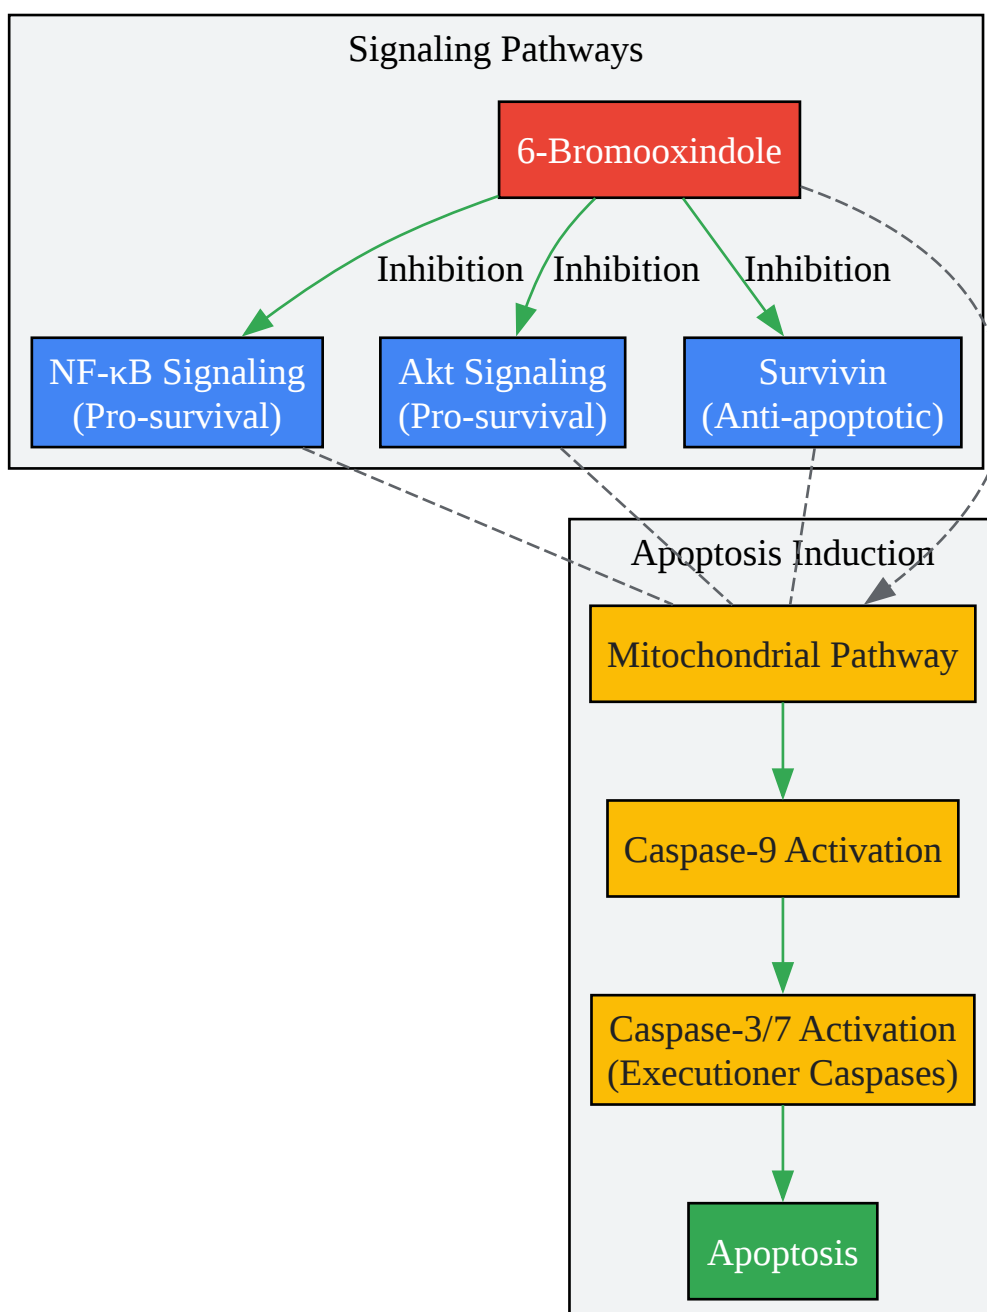 Signaling Pathways
6-Bromooxindole
Inhibition
Inhibition
Inhibition
NF-κB Signaling
(Pro-survival)
Akt Signaling
(Pro-survival)
Survivin
(Anti-apoptotic)
Apoptosis Induction
Mitochondrial Pathway
Caspase-9 Activation
Caspase-3/7 Activation
(Executioner Caspases)
Apoptosis